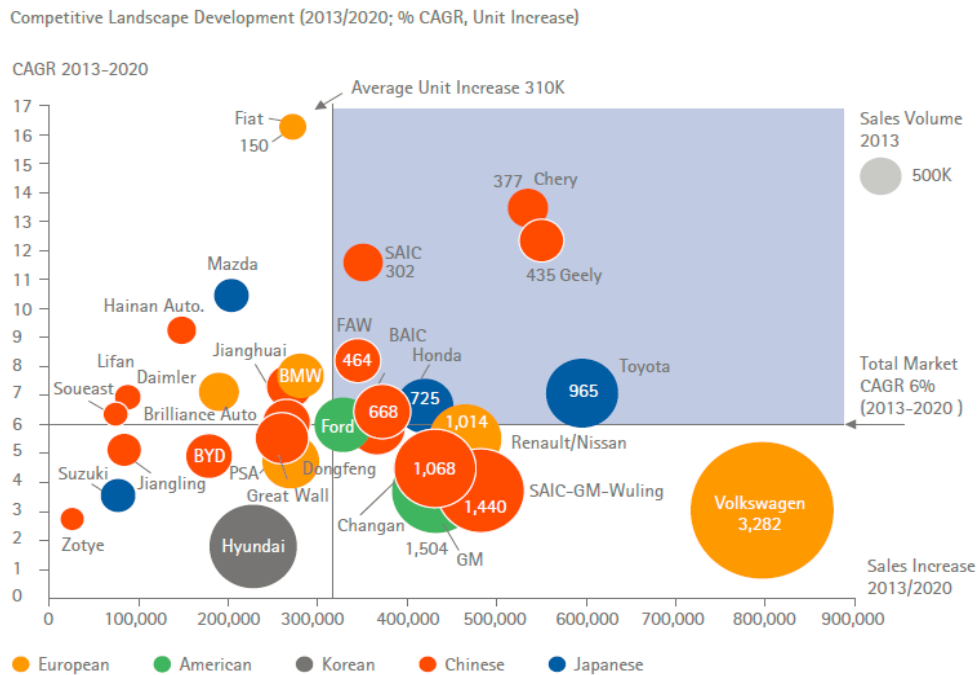 Competitive Landscape Development (2013/2020; % CAGR, Unit Increase)
CAGR 2013-2020
Average Unit Increase 310K
17
16
15
14
13
12
11
10
9
8
7
6
5
4
3
2
1
0
Fiat
150
377 Chery
435 Geely
SAIC
302
Mazda
Hainan Auto.
FAW
464
BAIC
Honda
725
668
Jianghuai
BMW
Lifan
Daimler
Soueast
Brilliance Auto
Toyota
965
Ford
1,014
Renault/Nissan
BYD
PSA
Dongfeng
Great Wall
Suzuki
Jiangling
Zotye
Hyundai
1,068
Changan
1,440
SAIC-GM-Wuling
1,504
GM
Volkswagen
3,282
Sales Volume
2013
500K
Total Market
CAGR 6%
(2013-2020 )
Sales Increase
2013/2020
0
100,000
200,000
300,000
400,000
500,000
600,000
700,000
800,000
900,000
European
American
Korean
Chinese
Japanese